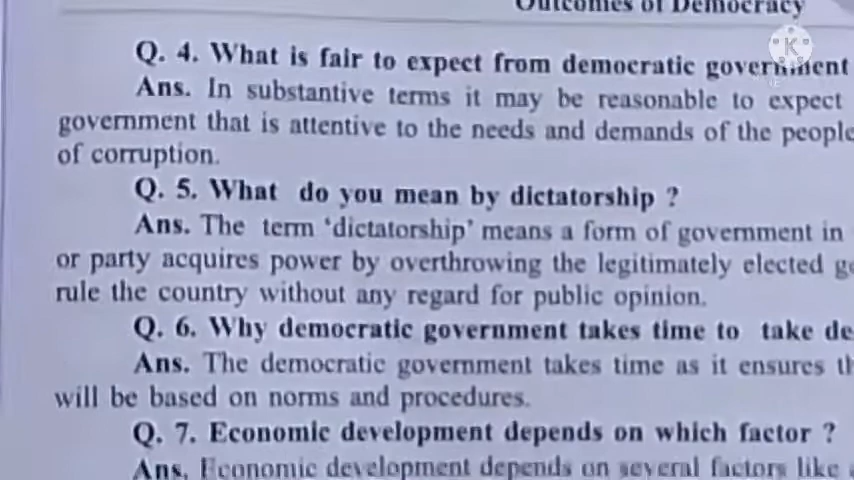 Outcomes of Democracy
Q. 4. What is fair to expect from democratic government
Ans. In substantive terms it may be reasonable to expect
government that is attentive to the needs and demands of the people
of corruption.
Q. 5. What do you mean by dictatorship ?
Ans. The term ‘dictatorship’ means a form of government in
or party acquires power by overthrowing the legitimately elected
rule the country without any regard for public opinion.
Q. 6. Why democratic government takes time to take de
Ans. The democratic government takes time as it ensures th
will be based on norms and procedures.
Q. 7. Economic development depends on which factor ?
Ans. Economic development depends on several factors like